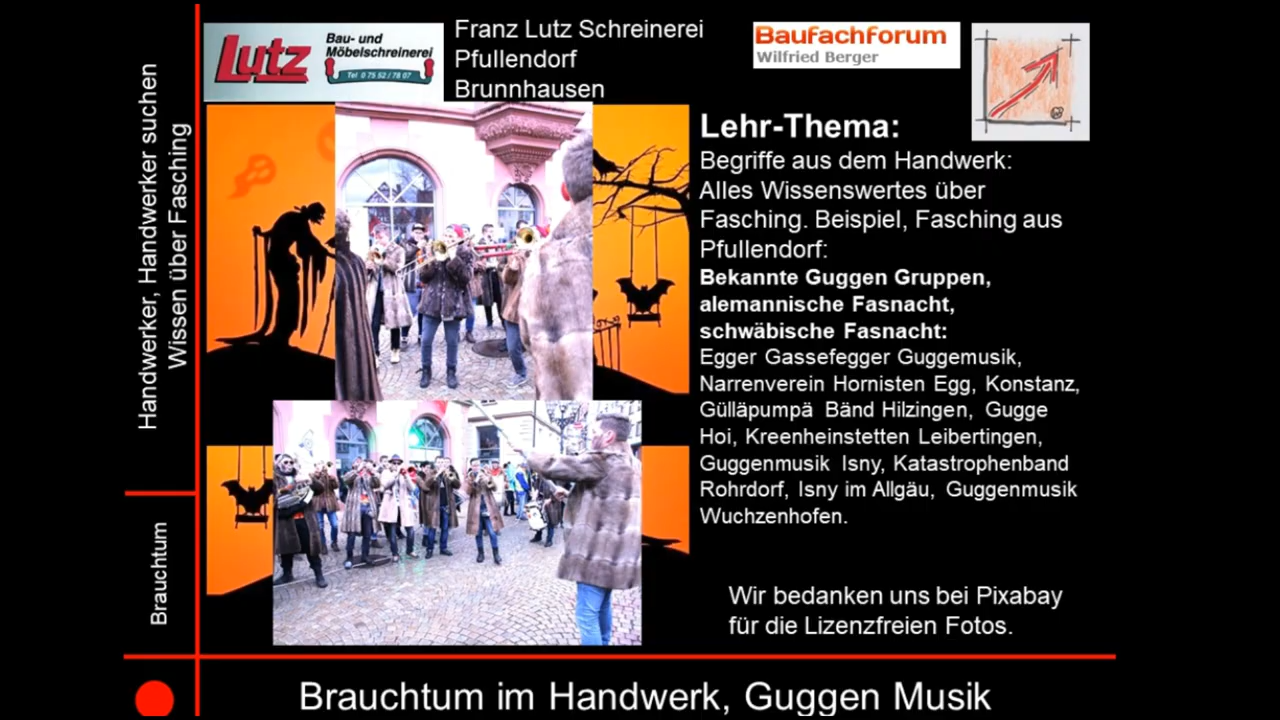 Lutz
Bau- und
Möbelschreinerei
Tel 0 75 52 / 78 07
Franz Lutz Schreinerei
Pfullendorf
Brunnhausen
Baufachforum
Wilfried Berger
Handwerker, Handwerker suchen
Wissen über Fasching
Lehr-Thema:
Begriffe aus dem Handwerk:
Alles Wissenswertes über
Fasching. Beispiel, Fasching aus
Pfullendorf:
Bekannte Guggen Gruppen,
alemannische Fasnacht,
schwäbische Fasnacht:
Egger Gassefegger Guggemusik,
Narrenverein Hornisten Egg, Konstanz,
Gülläpumpä Bänd Hilzingen, Gugge
Hoi, Kreenheinstetten Leibertingen,
Guggenmusik Isny, Katastrophenband
Rohrdorf, Isny im Allgäu, Guggenmusik
Wuchzenhofen.
Brauchtum
Wir bedanken uns bei Pixabay
für die Lizenzfreien Fotos.
Brauchtum im Handwerk, Guggen Musik